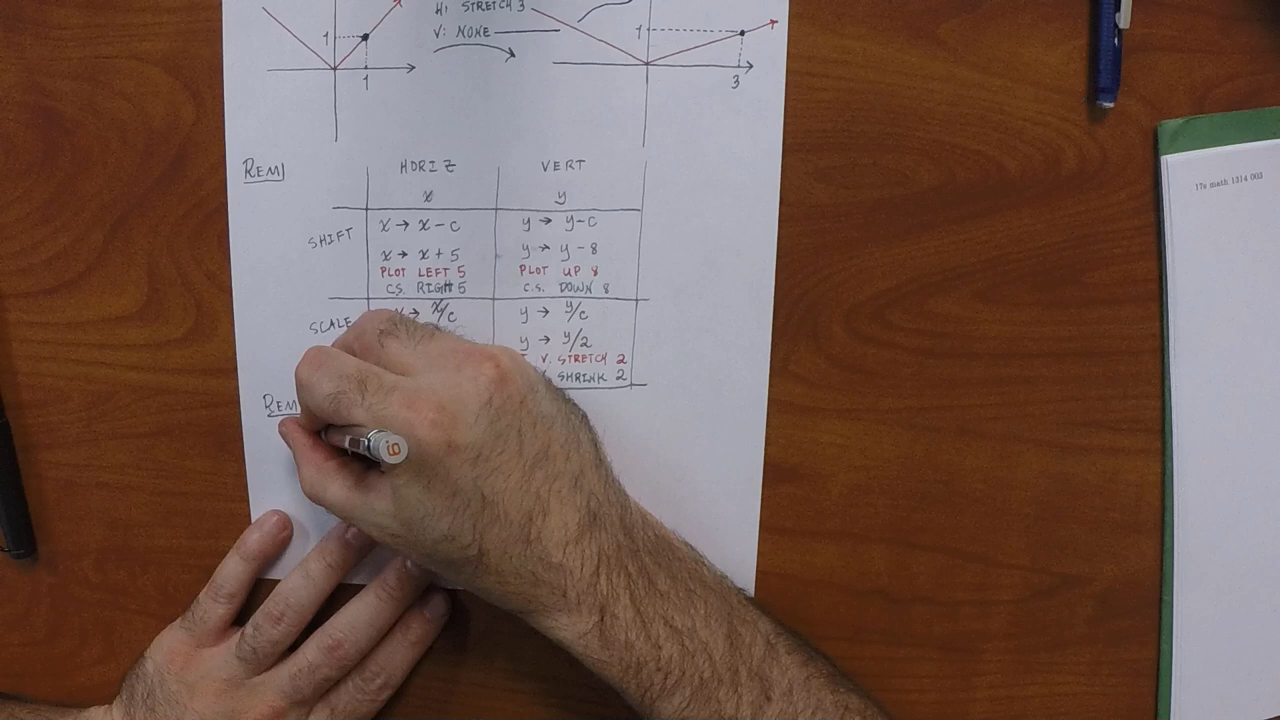 H: STRETCH 3
V: NONE
1
1
1
3
REM
HORIZ VERT
x y
SHIFT
x → x - c y → y - c
x → x + 5 y → y - 8
PLOT LEFT 5 PLOT UP 8
C.S. RIGHT 5 C.S. DOWN 8
SCALE
x → x/c y → y/c
y → y/2
V. STRETCH 2
SHRINK 2
REM
17s math 1314 003